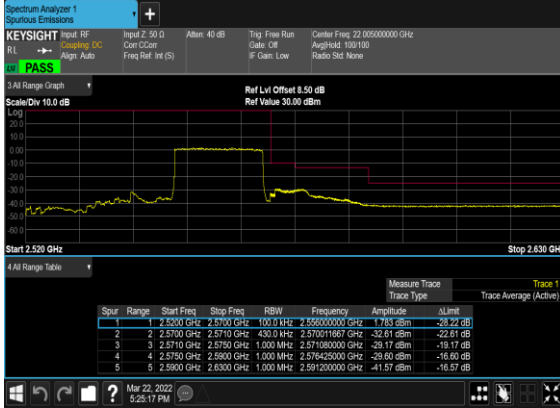 Spectrum Analyzer 1
Spurious Emissions
+
KEYSIGHT Input: RF Input Z: 50 Ω Atten: 40 dB Trig: Free Run Center Freq: 22.005000000 GHz
RL Coupling: DC Corr CCorr Gate: Off Avg|Hold: 100/100
Align: Auto Freq Ref: Int (S) IF Gain: Low Radio Std: None
LXI PASS
3 All Range Graph
Ref Lvl Offset 8.50 dB
Scale/Div 10.0 dB Ref Value 30.00 dBm
Log
20.0
10.0
0.00
-10.0
-20.0
-30.0
-40.0
-50.0
-60.0
Start 2.520 GHz Stop 2.630 GH
4 All Range Table
Measure Trace Trace 1
Trace Type Trace Average (Active)
Spur Range Start Freq Stop Freq RBW Frequency Amplitude ΔLimit
1 1 2.5200 GHz 2.5700 GHz 100.0 kHz 2.556000000 GHz 1.783 dBm -28.22 dB
2 2 2.5700 GHz 2.5710 GHz 430.0 kHz 2.570011667 GHz -32.61 dBm -22.61 dB
3 3 2.5710 GHz 2.5750 GHz 1.000 MHz 2.571080000 GHz -29.17 dBm -19.17 dB
4 4 2.5750 GHz 2.5900 GHz 1.000 MHz 2.576425000 GHz -29.60 dBm -16.60 dB
5 5 2.5900 GHz 2.6300 GHz 1.000 MHz 2.591200000 GHz -41.57 dBm -16.57 dB
?
Mar 22, 2022
5:25:17 PM